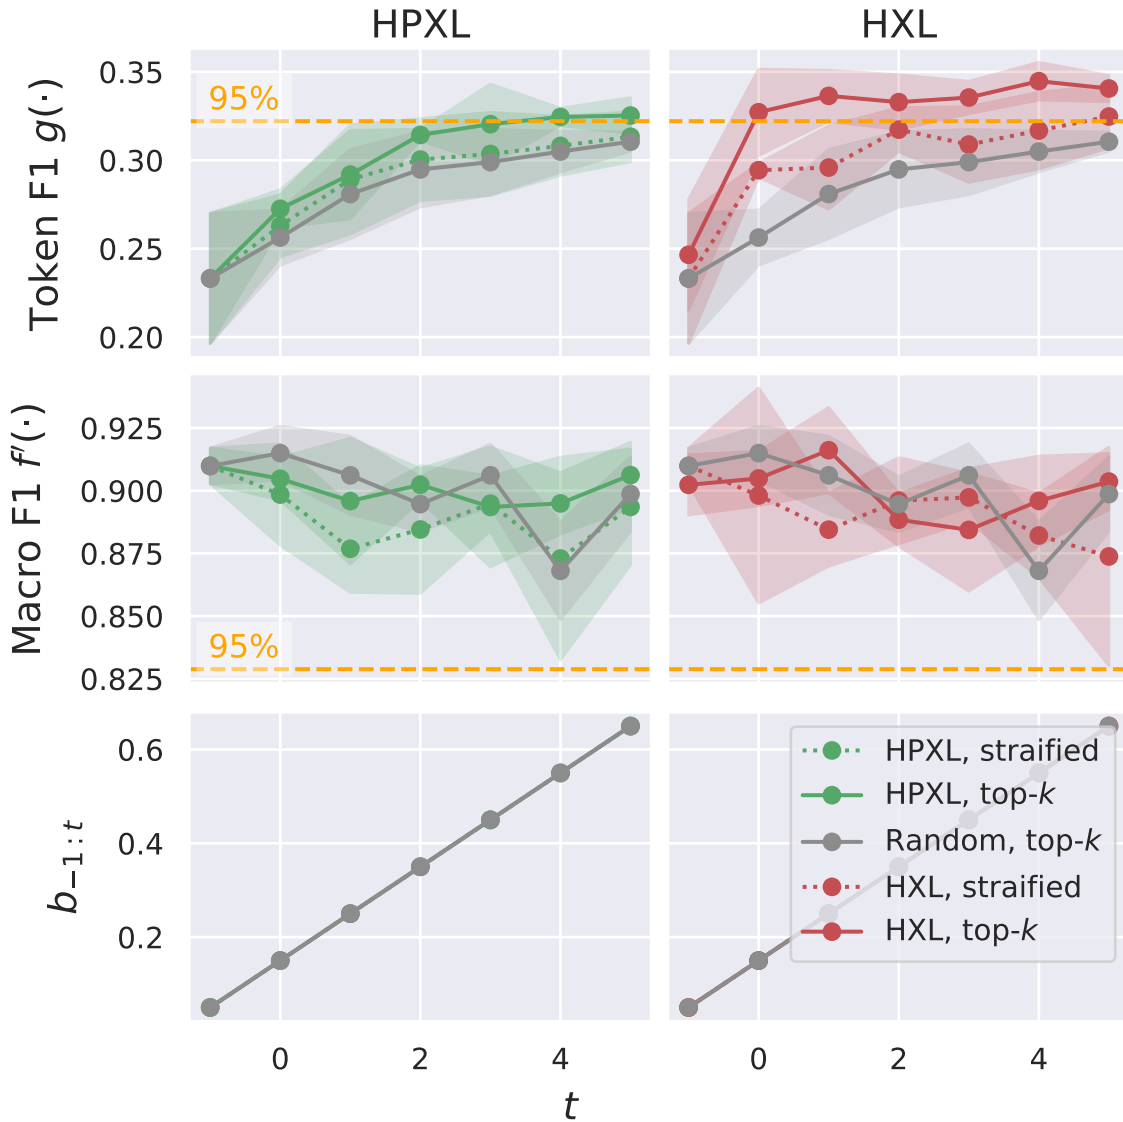 HPXL
HXL
Token F1 g(·)
0.35
0.30
0.25
0.20
95%
Macro F1 f′(·)
0.925
0.900
0.875
0.850
0.825
95%
b₋₁:t
0.6
0.4
0.2
HPXL, straified
HPXL, top-k
Random, top-k
HXL, straified
HXL, top-k
0 2 4
0 2 4
t